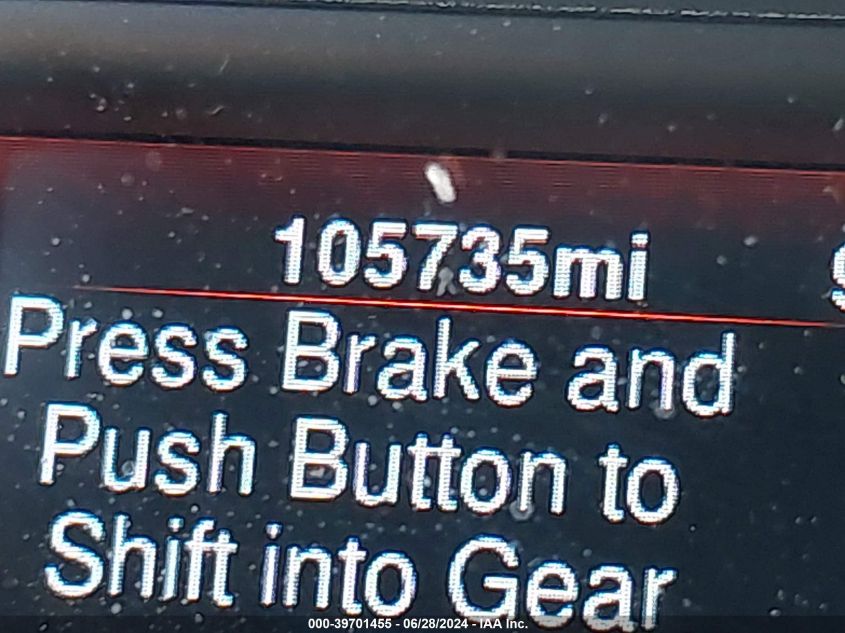 105735mi
Press Brake and
Push Button to
Shift into Gear
000-39701455 - 06/28/2024 - IAA Inc.